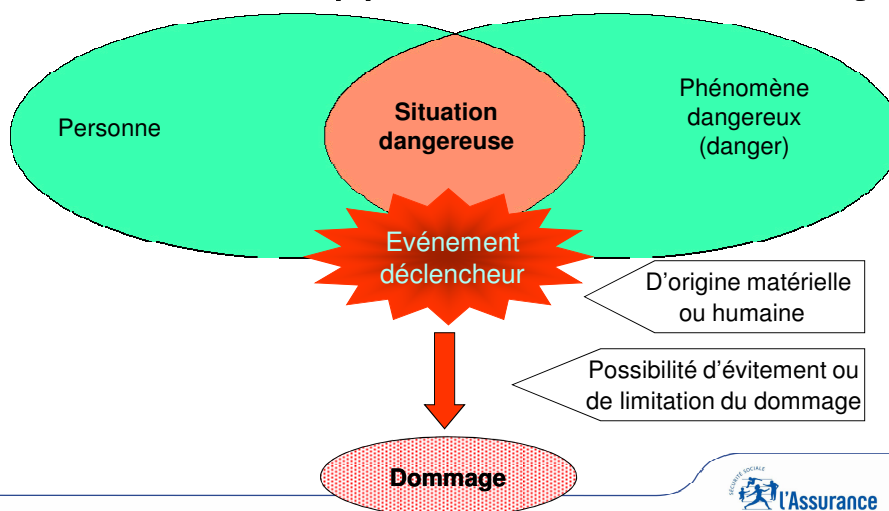 Personne
Situation
dangereuse
Phénomène
dangereux
(danger)
Evénement
déclencheur
D'origine matérielle
ou humaine
Possibilité d'évitement ou
de limitation du dommage
Dommage
SÉCURITÉ SOCIALE
l'Assurance